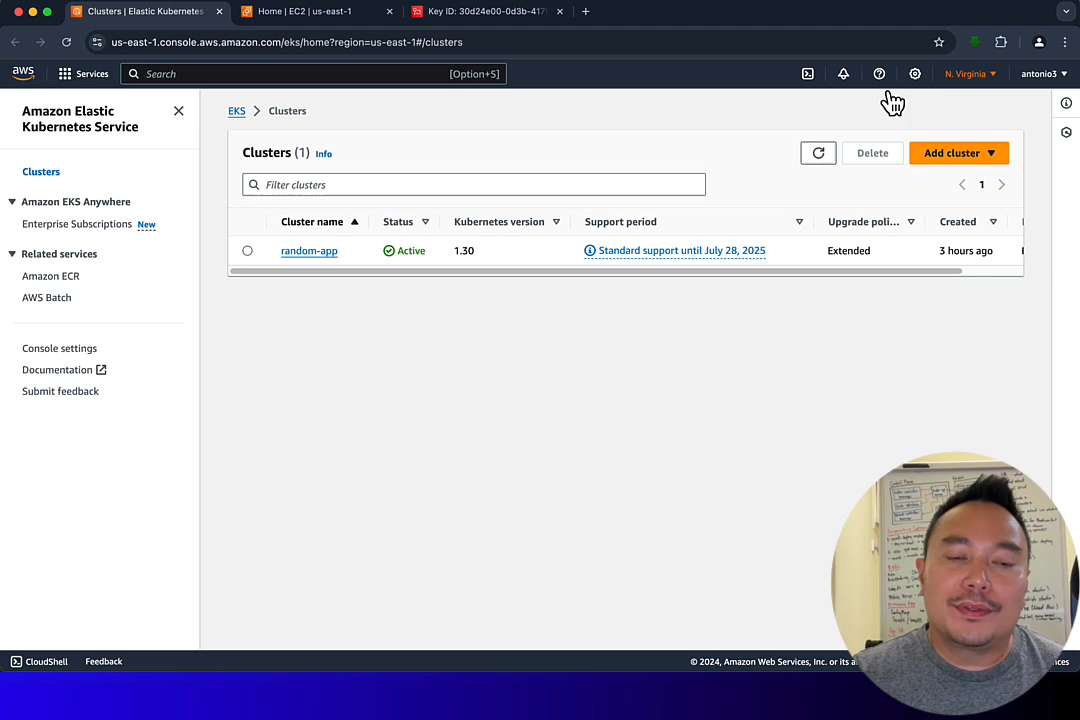 Clusters | Elastic Kubernetes
Home | EC2 | us-east-1
Key ID: 30d24e00-0d3b-417
us-east-1.console.aws.amazon.com/eks/home?region=us-east-1#/clusters
aws
Services
Search
[Option+S]
N. Virginia
antonio3
Amazon Elastic
Kubernetes Service
Clusters
Amazon EKS Anywhere
Enterprise Subscriptions New
Related services
Amazon ECR
AWS Batch
Console settings
Documentation
Submit feedback
EKS > Clusters
Clusters (1) Info
Delete
Add cluster
Filter clusters
1
Cluster name Status Kubernetes version Support period Upgrade poli... Created
random-app Active 1.30 Standard support until July 28, 2025 Extended 3 hours ago
CloudShell
Feedback
© 2024, Amazon Web Services, Inc. or its a